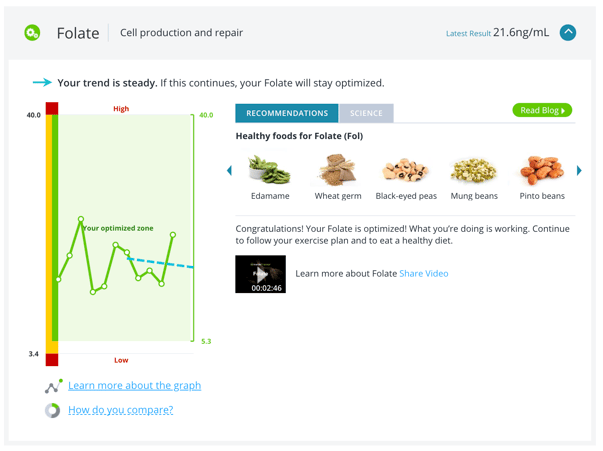 Folate
Cell production and repair
Latest Result 21.6ng/mL
Your trend is steady. If this continues, your Folate will stay optimized.
High
40.0
40.0
Your optimized zone
5.3
3.4
Low
Learn more about the graph
How do you compare?
RECOMMENDATIONS
SCIENCE
Read Blog
Healthy foods for Folate (Fol)
Edamame
Wheat germ
Black-eyed peas
Mung beans
Pinto beans
Congratulations! Your Folate is optimized! What you're doing is working. Continue
to follow your exercise plan and to eat a healthy diet.
00:02:46
Learn more about Folate Share Video